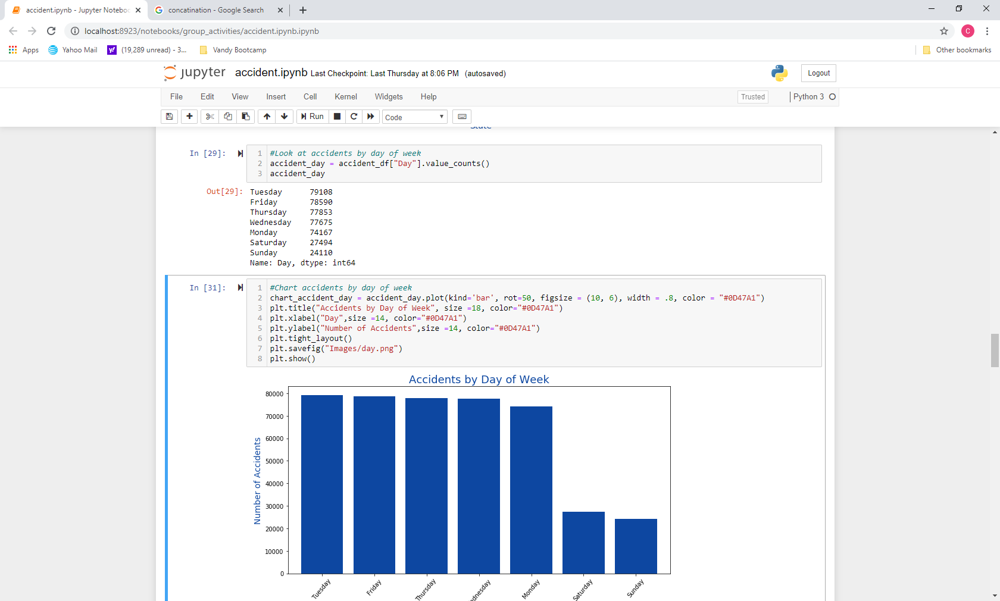 accident.ipynb - Jupyter Noteboo
concatination - Google Search
localhost:8923/notebooks/group_activities/accident.ipynb.ipynb
C
Apps
Yahoo Mail
y!
(19,289 unread) - 3...
Vandy Bootcamp
Other bookmarks
jupyter
accident.ipynb Last Checkpoint: Last Thursday at 8:06 PM (autosaved)
Logout
File Edit View Insert Cell Kernel Widgets Help
Trusted
Python 3
Run
Code
State
In [29]:
1 #Look at accidents by day of week
2 accident_day = accident_df["Day"].value_counts()
3 accident_day
Out[29]:
Tuesday 79108
Friday 78590
Thursday 77853
Wednesday 77675
Monday 74167
Saturday 27494
Sunday 24110
Name: Day, dtype: int64
In [31]:
1 #Chart accidents by day of week
2 chart_accident_day = accident_day.plot(kind='bar', rot=50, figsize = (10, 6), width = .8, color = "#0D47A1")
3 plt.title("Accidents by Day of Week", size =18, color="#0D47A1")
4 plt.xlabel("Day",size =14, color="#0D47A1")
5 plt.ylabel("Number of Accidents",size =14, color="#0D47A1")
6 plt.tight_layout()
7 plt.savefig("Images/day.png")
8 plt.show()
Accidents by Day of Week
Number of Accidents
80000
70000
60000
50000
40000
30000
20000
10000
0
Tuesday
Friday
Thursday
dnesday
Monday
Saturday
Sunday